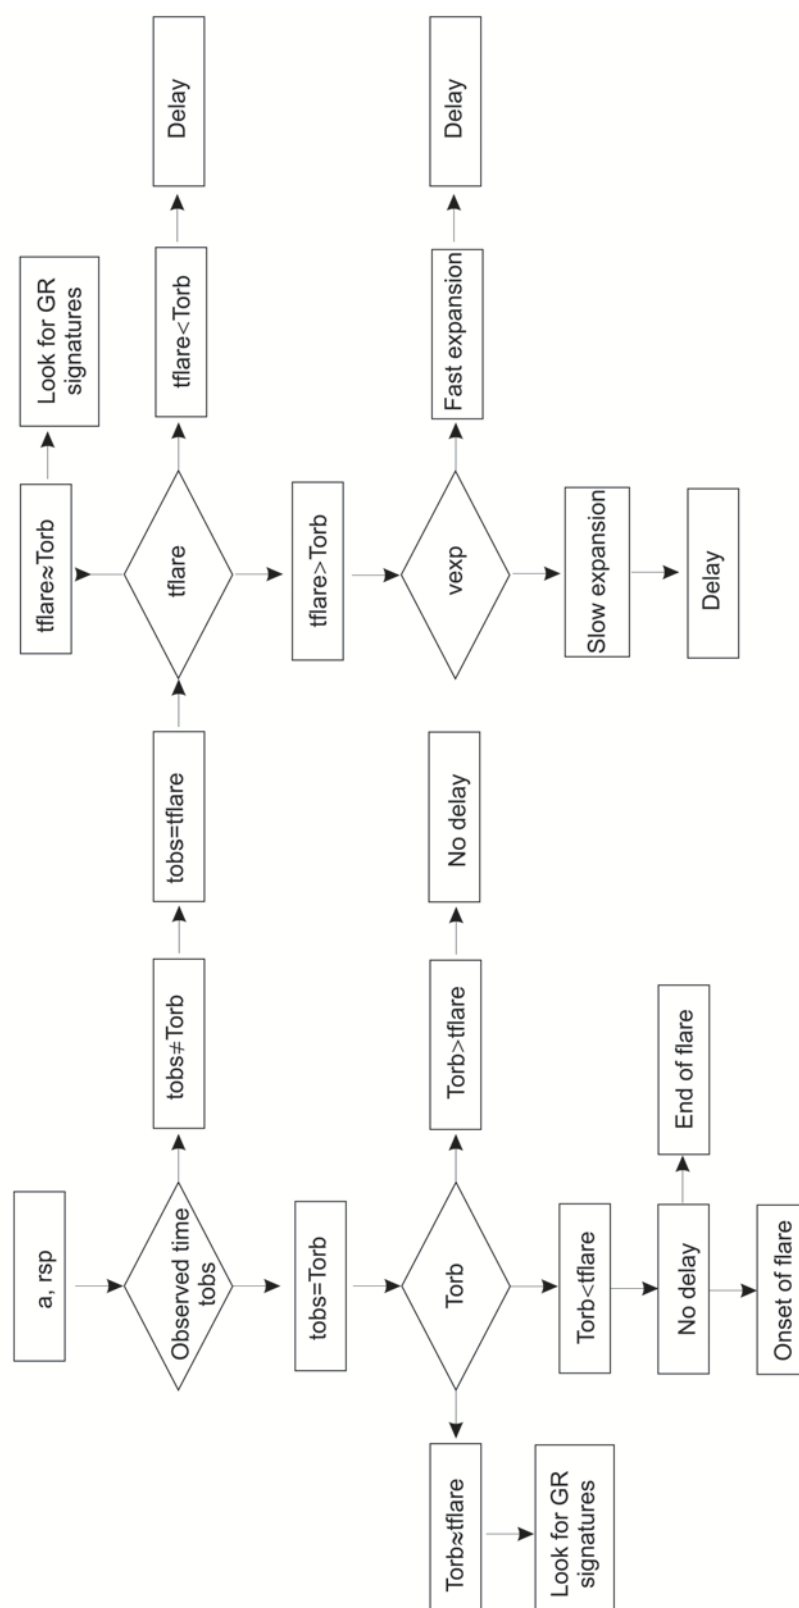 a, rsp
Observed time
tobs
tobs≠Torb
tobs=tflare
tflare
tflare≈Torb
Look for GR
signatures
tflare<Torb
Delay
tflare>Torb
vexp
Fast expansion
Delay
Slow expansion
Delay
tobs=Torb
Torb
Torb≈tflare
Look for GR
signatures
Torb>tflare
No delay
Torb<tflare
No delay
End of flare
Onset of flare